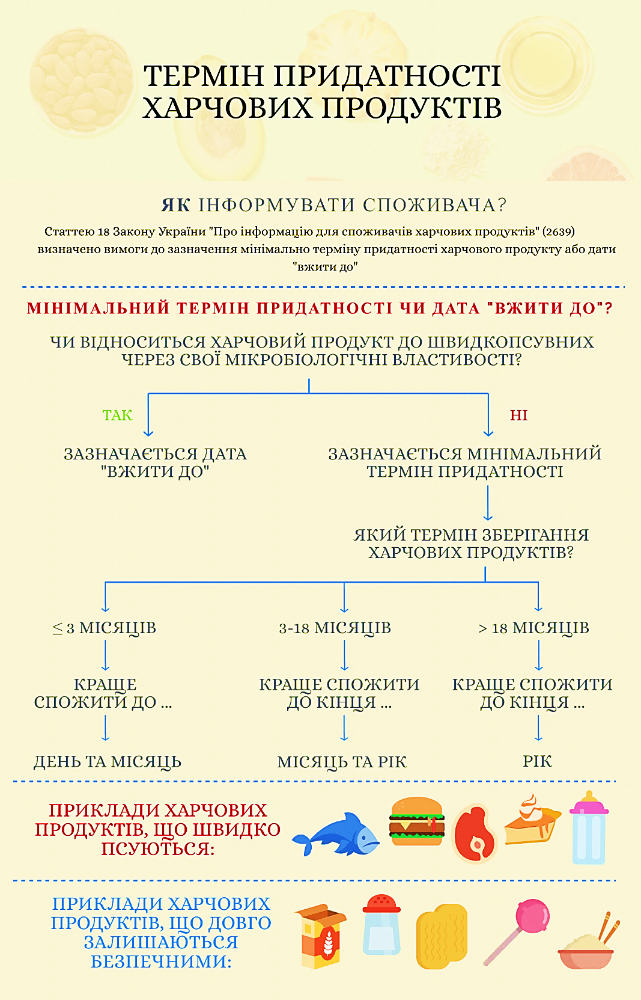 ТЕРМІН ПРИДАТНОСТІ
ХАРЧОВИХ ПРОДУКТІВ
ЯК ІНФОРМУВАТИ СПОЖИВАЧА?
Статтею 18 Закону України "Про інформацію для споживачів харчових продуктів" (2639)
визначено вимоги до зазначення мінімально терміну придатності харчового продукту або дати
"вжити до"
МІНІМАЛЬНИЙ ТЕРМІН ПРИДАТНОСТІ ЧИ ДАТА "ВЖИТИ ДО"?
ЧИ ВІДНОСИТЬСЯ ХАРЧОВИЙ ПРОДУКТ ДО ШВИДКОПСУВНИХ
ЧЕРЕЗ СВОЇ МІКРОБІОЛОГІЧНІ ВЛАСТИВОСТІ?
ТАК
НІ
ЗАЗНАЧАЄТЬСЯ ДАТА
"ВЖИТИ ДО"
ЗАЗНАЧАЄТЬСЯ МІНІМАЛЬНИЙ
ТЕРМІН ПРИДАТНОСТІ
ЯКИЙ ТЕРМІН ЗБЕРІГАННЯ
ХАРЧОВИХ ПРОДУКТІВ?
≤ 3 МІСЯЦІВ
3-18 МІСЯЦІВ
> 18 МІСЯЦІВ
КРАЩЕ
СПОЖИТИ ДО ...
КРАЩЕ СПОЖИТИ
ДО КІНЦЯ ...
КРАЩЕ СПОЖИТИ
ДО КІНЦЯ ...
ДЕНЬ ТА МІСЯЦЬ
МІСЯЦЬ ТА РІК
РІК
ПРИКЛАДИ ХАРЧОВИХ
ПРОДУКТІВ, ЩО ШВИДКО
ПСУЮТЬСЯ:
ПРИКЛАДИ ХАРЧОВИХ
ПРОДУКТІВ, ЩО ДОВГО
ЗАЛИШАЮТЬСЯ
БЕЗПЕЧНИМИ: